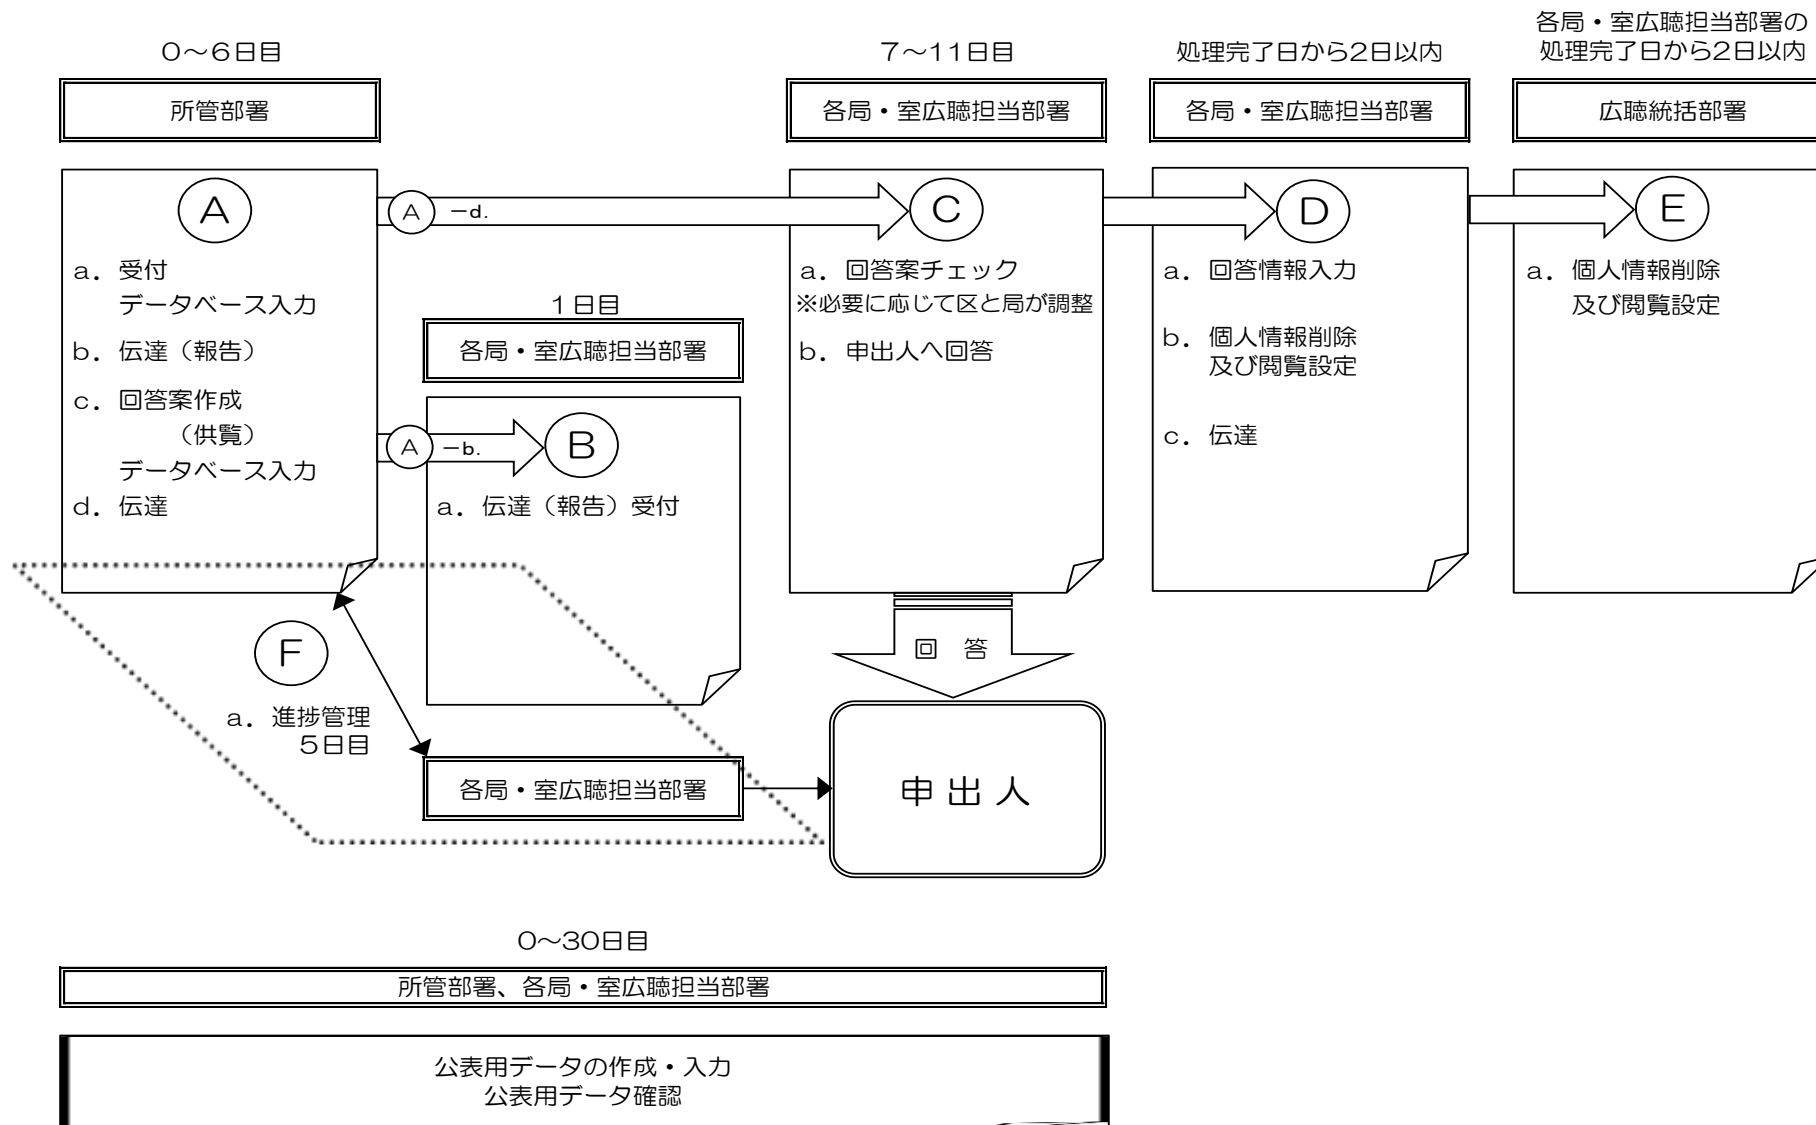 0～6日目
所管部署
A
a．受付
データベース入力
b．伝達（報告）
c．回答案作成
（供覧）
データベース入力
d．伝達
A －d.
1日目
各局・室広聴担当部署
A －b.
B
a．伝達（報告）受付
7～11日目
各局・室広聴担当部署
C
a．回答案チェック
※必要に応じて区と局が調整
b．申出人へ回答
処理完了日から2日以内
各局・室広聴担当部署
D
a．回答情報入力
b．個人情報削除
及び閲覧設定
c．伝達
各局・室広聴担当部署の
処理完了日から2日以内
広聴統括部署
E
a．個人情報削除
及び閲覧設定
F
a．進捗管理
5日目
各局・室広聴担当部署
回 答
申出人
0～30日目
所管部署、各局・室広聴担当部署
公表用データの作成・入力
公表用データ確認